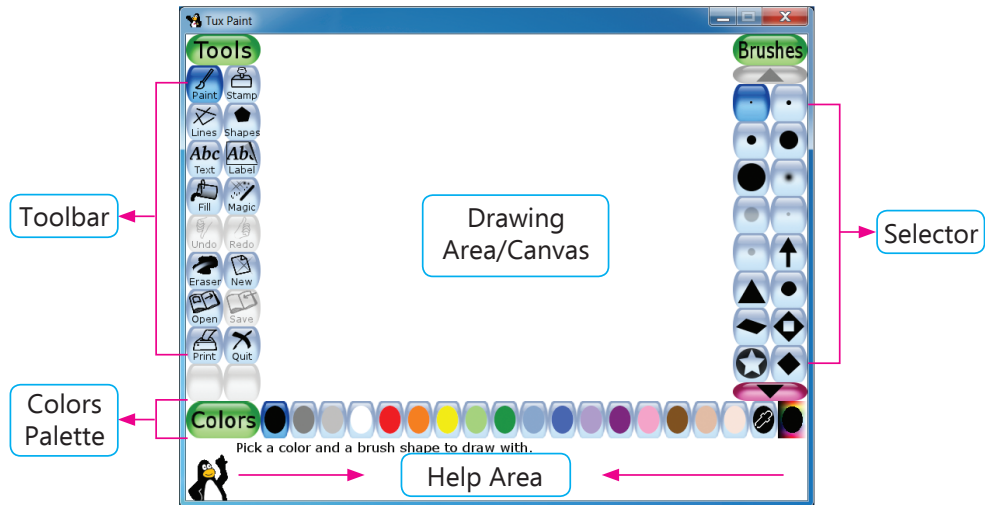 Tux Paint
Tools
Brushes
Paint Stamp
Lines Shapes
Abc Abc
Text Label
Fill Magic
Undo Redo
Eraser New
Open Save
Print Quit
Toolbar
Drawing
Area/Canvas
Selector
Colors
Palette
Colors
Pick a color and a brush shape to draw with.
Help Area